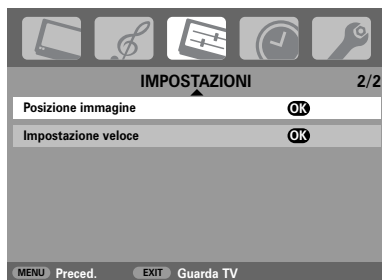 IMPOSTAZIONI 2/2
Posizione immagine OK
Impostazione veloce OK
MENU Preced. EXIT Guarda TV